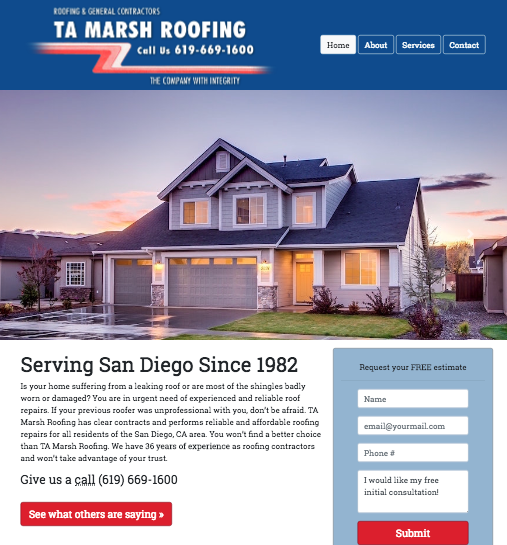 ROOFING & GENERAL CONTRACTORS
TA MARSH ROOFING
Call Us 619-669-1600
THE COMPANY WITH INTEGRITY
Home About Services Contact
Serving San Diego Since 1982
Is your home suffering from a leaking roof or are most of the shingles badly
worn or damaged? You are in urgent need of experienced and reliable roof
repairs. If your previous roofer was unprofessional with you, don't be afraid. TA
Marsh Roofing has clear contracts and performs reliable and affordable roofing
repairs for all residents of the San Diego, CA area. You won't find a better choice
than TA Marsh Roofing. We have 36 years of experience as roofing contractors
and won't take advantage of your trust.
Give us a call (619) 669-1600
See what others are saying »
Request your FREE estimate
Name
email@yourmail.com
Phone #
I would like my free
initial consultation!
Submit